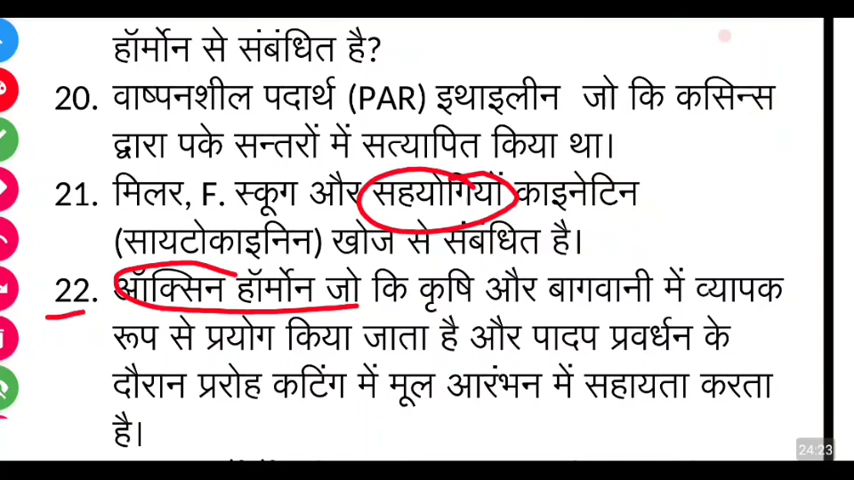 हॉर्मोन से संबंधित है?
20. वाष्पनशील पदार्थ (PAR) इथाइलीन जो कि कसिन्स
द्वारा पके सन्तरों में सत्यापित किया था।
21. मिलर, F. स्कूग और सहयोगियों काइनेटिन
(सायटोकाइनिन) खोज से संबंधित है।
22. ऑक्सिन हॉर्मोन जो कि कृषि और बागवानी में व्यापक
रूप से प्रयोग किया जाता है और पादप प्रवर्धन के
दौरान प्ररोह कटिंग में मूल आरंभन में सहायता करता
है।
24:23